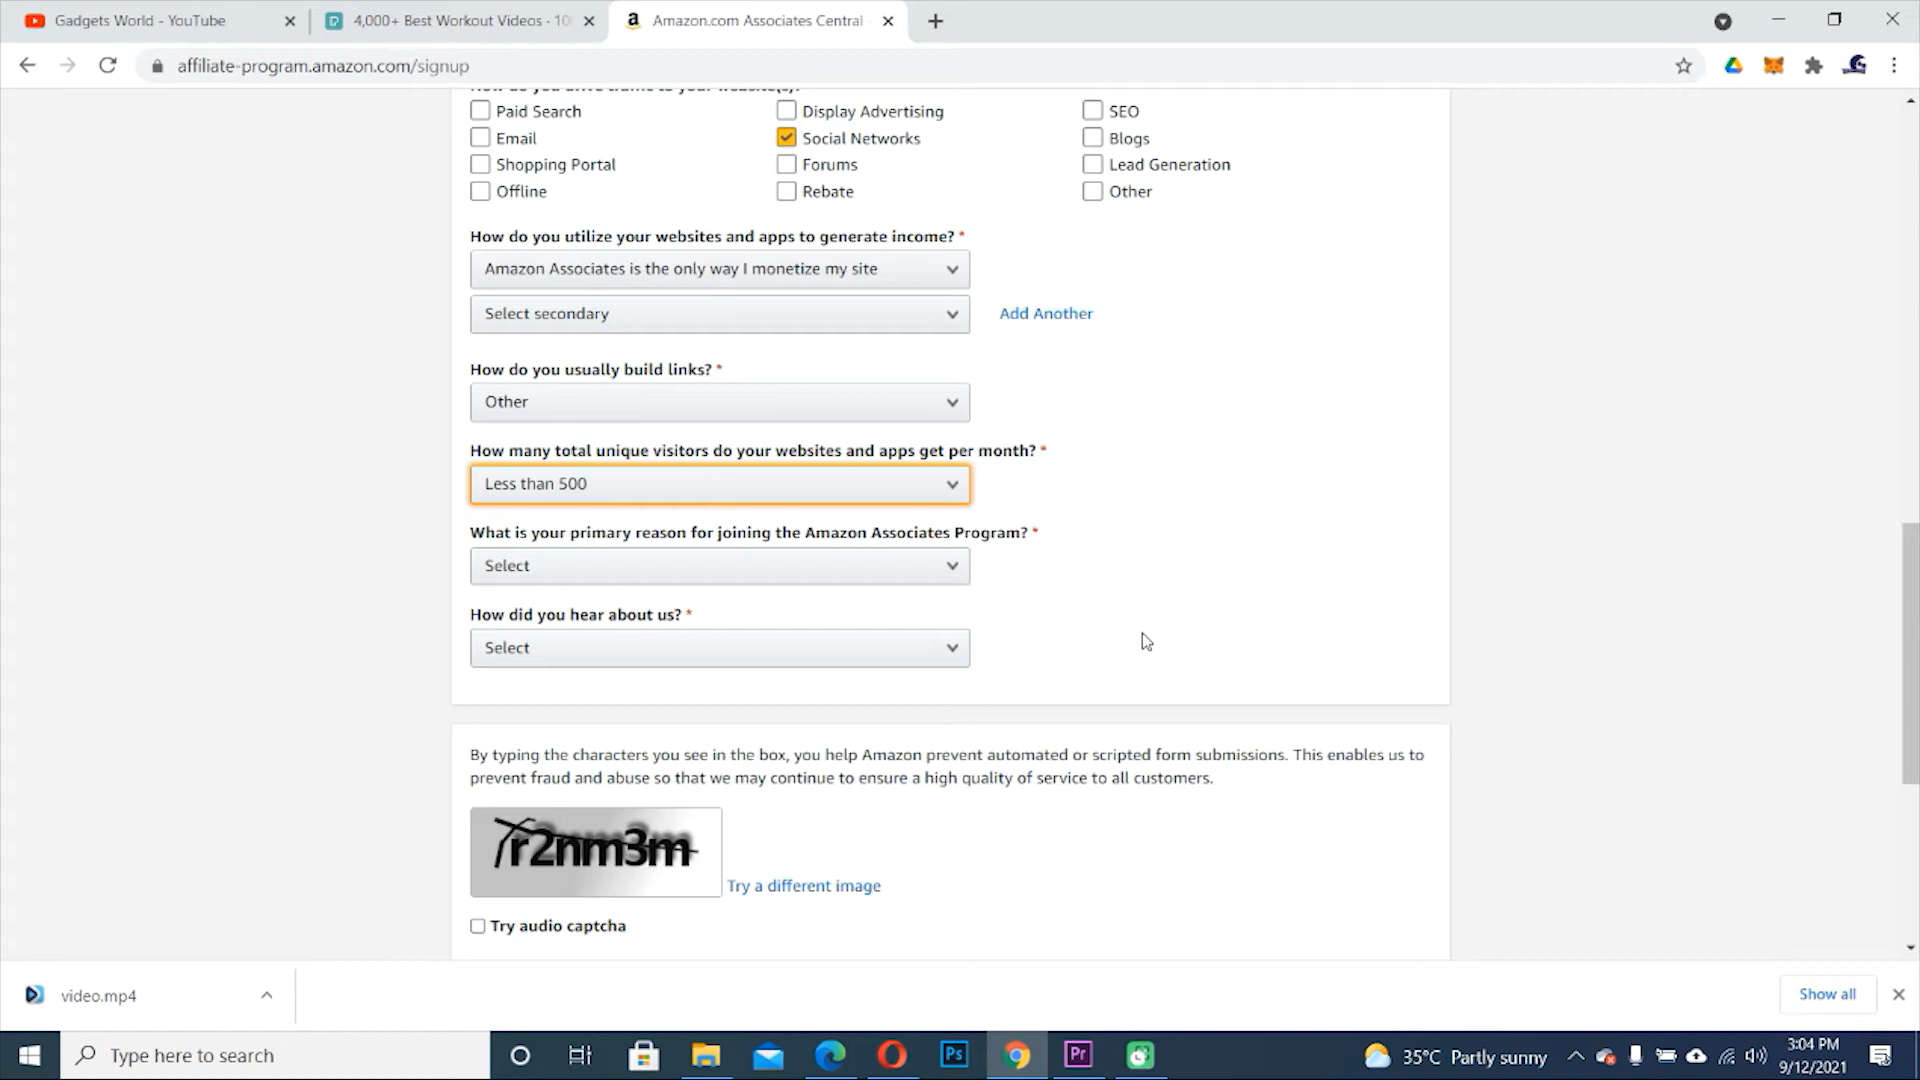 Gadgets World - YouTube
4,000+ Best Workout Videos · 10
Amazon.com Associates Central
affiliate-program.amazon.com/signup
Paid Search
Display Advertising
SEO
Email
Social Networks
Blogs
Shopping Portal
Forums
Lead Generation
Offline
Rebate
Other
How do you utilize your websites and apps to generate income? *
Amazon Associates is the only way I monetize my site
Select secondary
Add Another
How do you usually build links? *
Other
How many total unique visitors do your websites and apps get per month? *
Less than 500
What is your primary reason for joining the Amazon Associates Program? *
Select
How did you hear about us? *
Select
By typing the characters you see in the box, you help Amazon prevent automated or scripted form submissions. This enables us to
prevent fraud and abuse so that we may continue to ensure a high quality of service to all customers.
r2nm3m
Try a different image
Try audio captcha
video.mp4
Show all
Type here to search
Ps
Pr
35°C Partly sunny
3:04 PM
9/12/2021